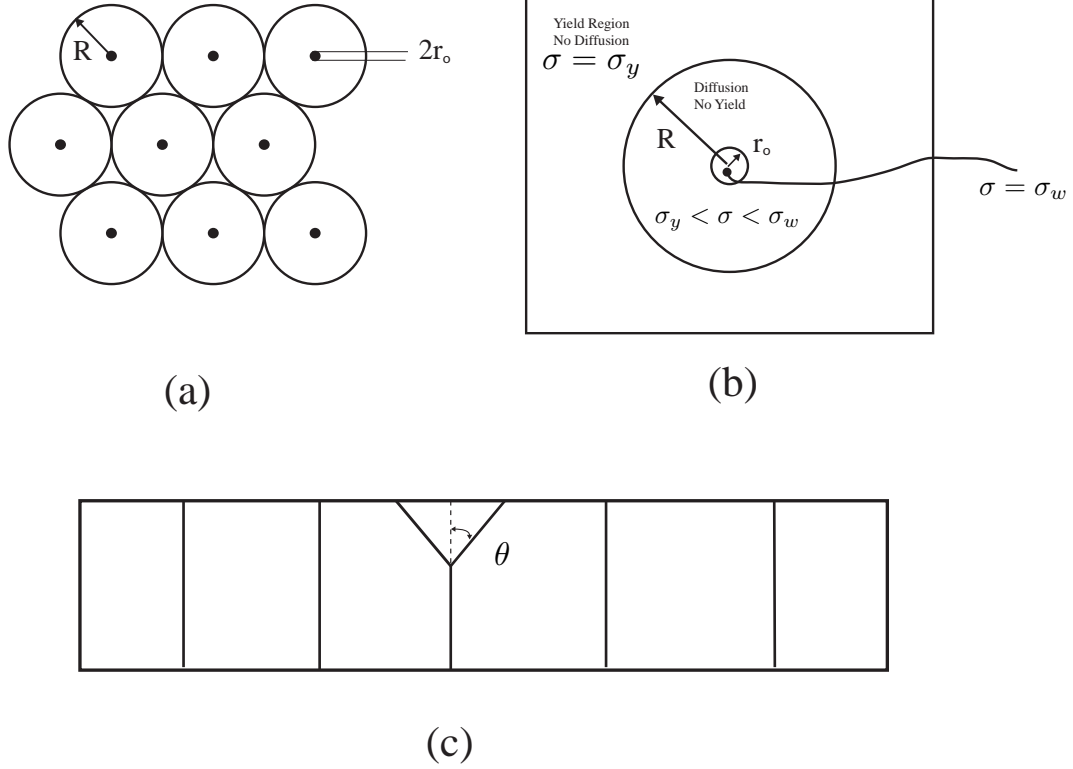 R
2r₀
(a)
Yield Region
No Diffusion
σ = σ_y
Diffusion
No Yield
R
r₀
σ_y < σ < σ_w
σ = σ_w
(b)
θ
(c)